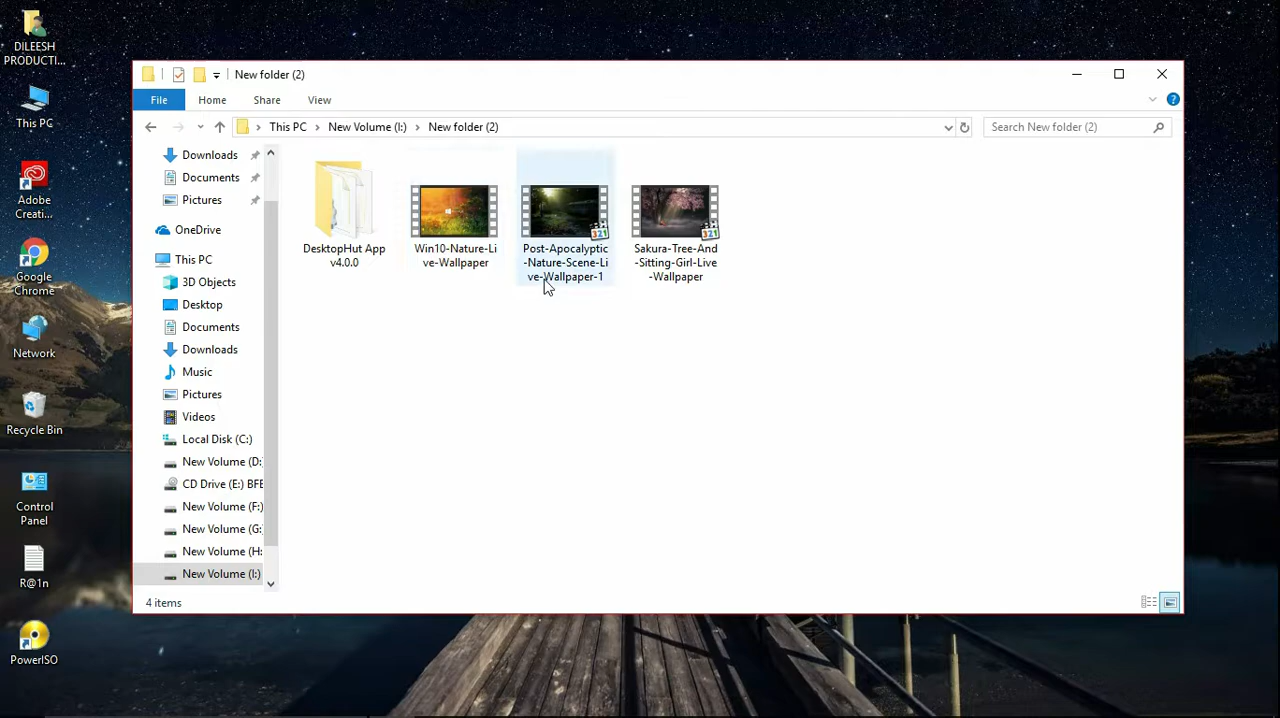 DILEESH
PRODUCTI...
This PC
Adobe
Creati...
Google
Chrome
Network
Recycle Bin
Control
Panel
R@1n
PowerISO
New folder (2)
File
Home
Share
View
This PC
New Volume (I:)
New folder (2)
Search New folder (2)
Downloads
Documents
Pictures
OneDrive
This PC
3D Objects
Desktop
Documents
Downloads
Music
Pictures
Videos
Local Disk (C:)
New Volume (D:
CD Drive (E:) BFE
New Volume (F:)
New Volume (G:
New Volume (H:
New Volume (I:)
DesktopHut App
v4.0.0
Win10-Nature-Li
ve-Wallpaper
321
Post-Apocalyptic
-Nature-Scene-Li
ve-Wallpaper-1
321
Sakura-Tree-And
-Sitting-Girl-Live
-Wallpaper
4 items